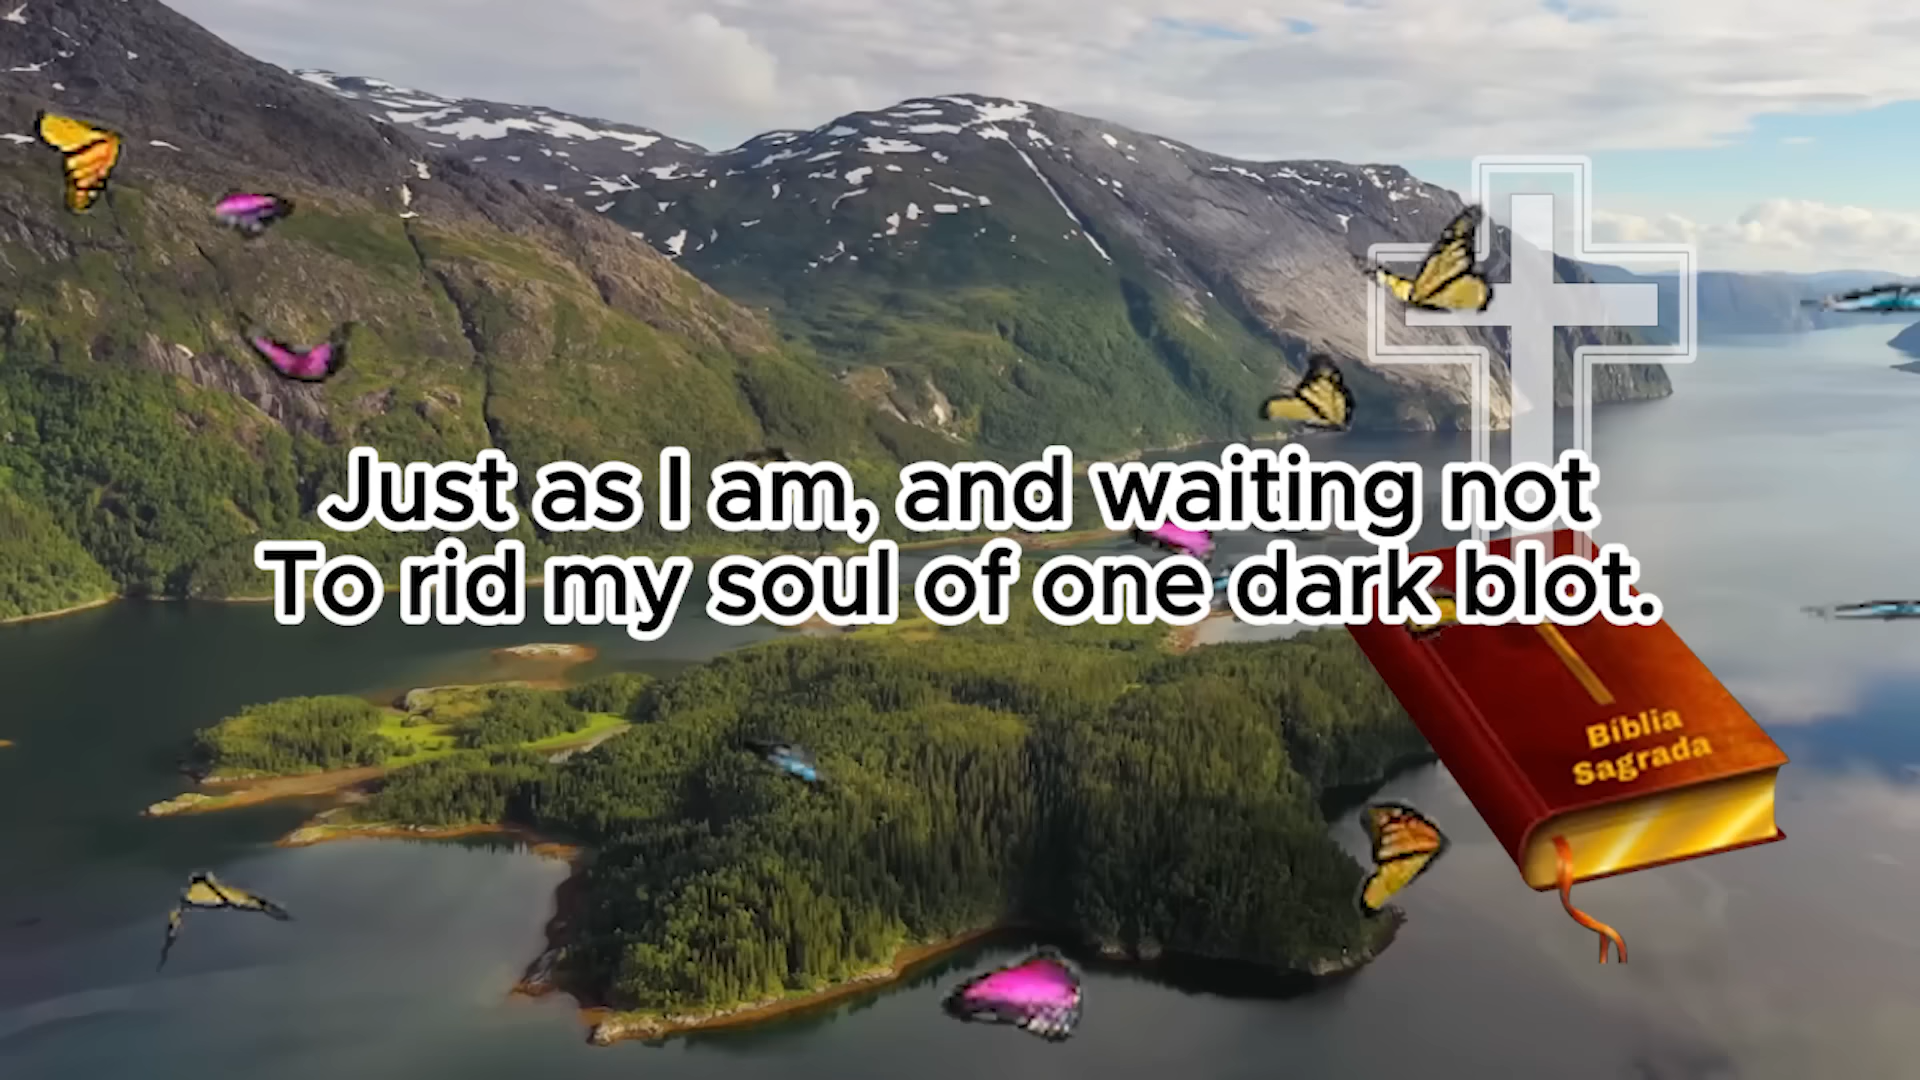 Just as I am, and waiting not
To rid my soul of one dark blot.
Bíblia
Sagrada